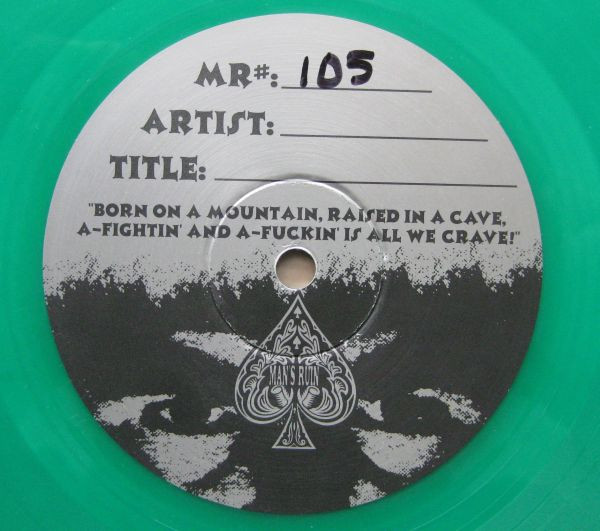 MR#: 105
ARTIST:
TITLE:
"BORN ON A MOUNTAIN, RAISED IN A CAVE,
A-FIGHTIN' AND A-FUCKIN' IS ALL WE CRAVE!"
MAN'S RUIN